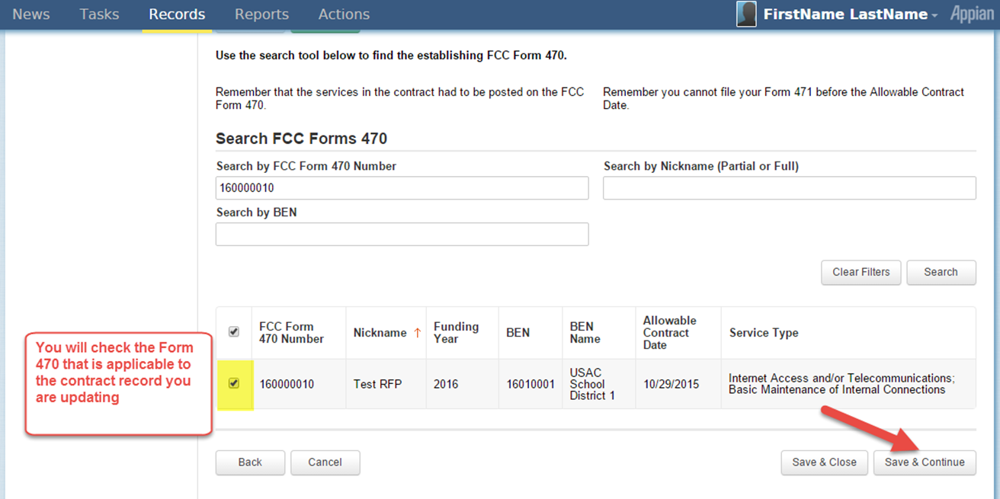 News Tasks Records Reports Actions FirstName LastName Appian
Use the search tool below to find the establishing FCC Form 470.
Remember that the services in the contract had to be posted on the FCC
Form 470.
Remember you cannot file your Form 471 before the Allowable Contract
Date.
Search FCC Forms 470
Search by FCC Form 470 Number
160000010
Search by Nickname (Partial or Full)
Search by BEN
Clear Filters Search
FCC Form
470 Number
Nickname ↑
Funding
Year
BEN
BEN
Name
Allowable
Contract
Date
Service Type
160000010
Test RFP
2016
16010001
USAC
School
District 1
10/29/2015
Internet Access and/or Telecommunications;
Basic Maintenance of Internal Connections
You will check the Form
470 that is applicable to
the contract record you
are updating
Back Cancel Save & Close Save & Continue